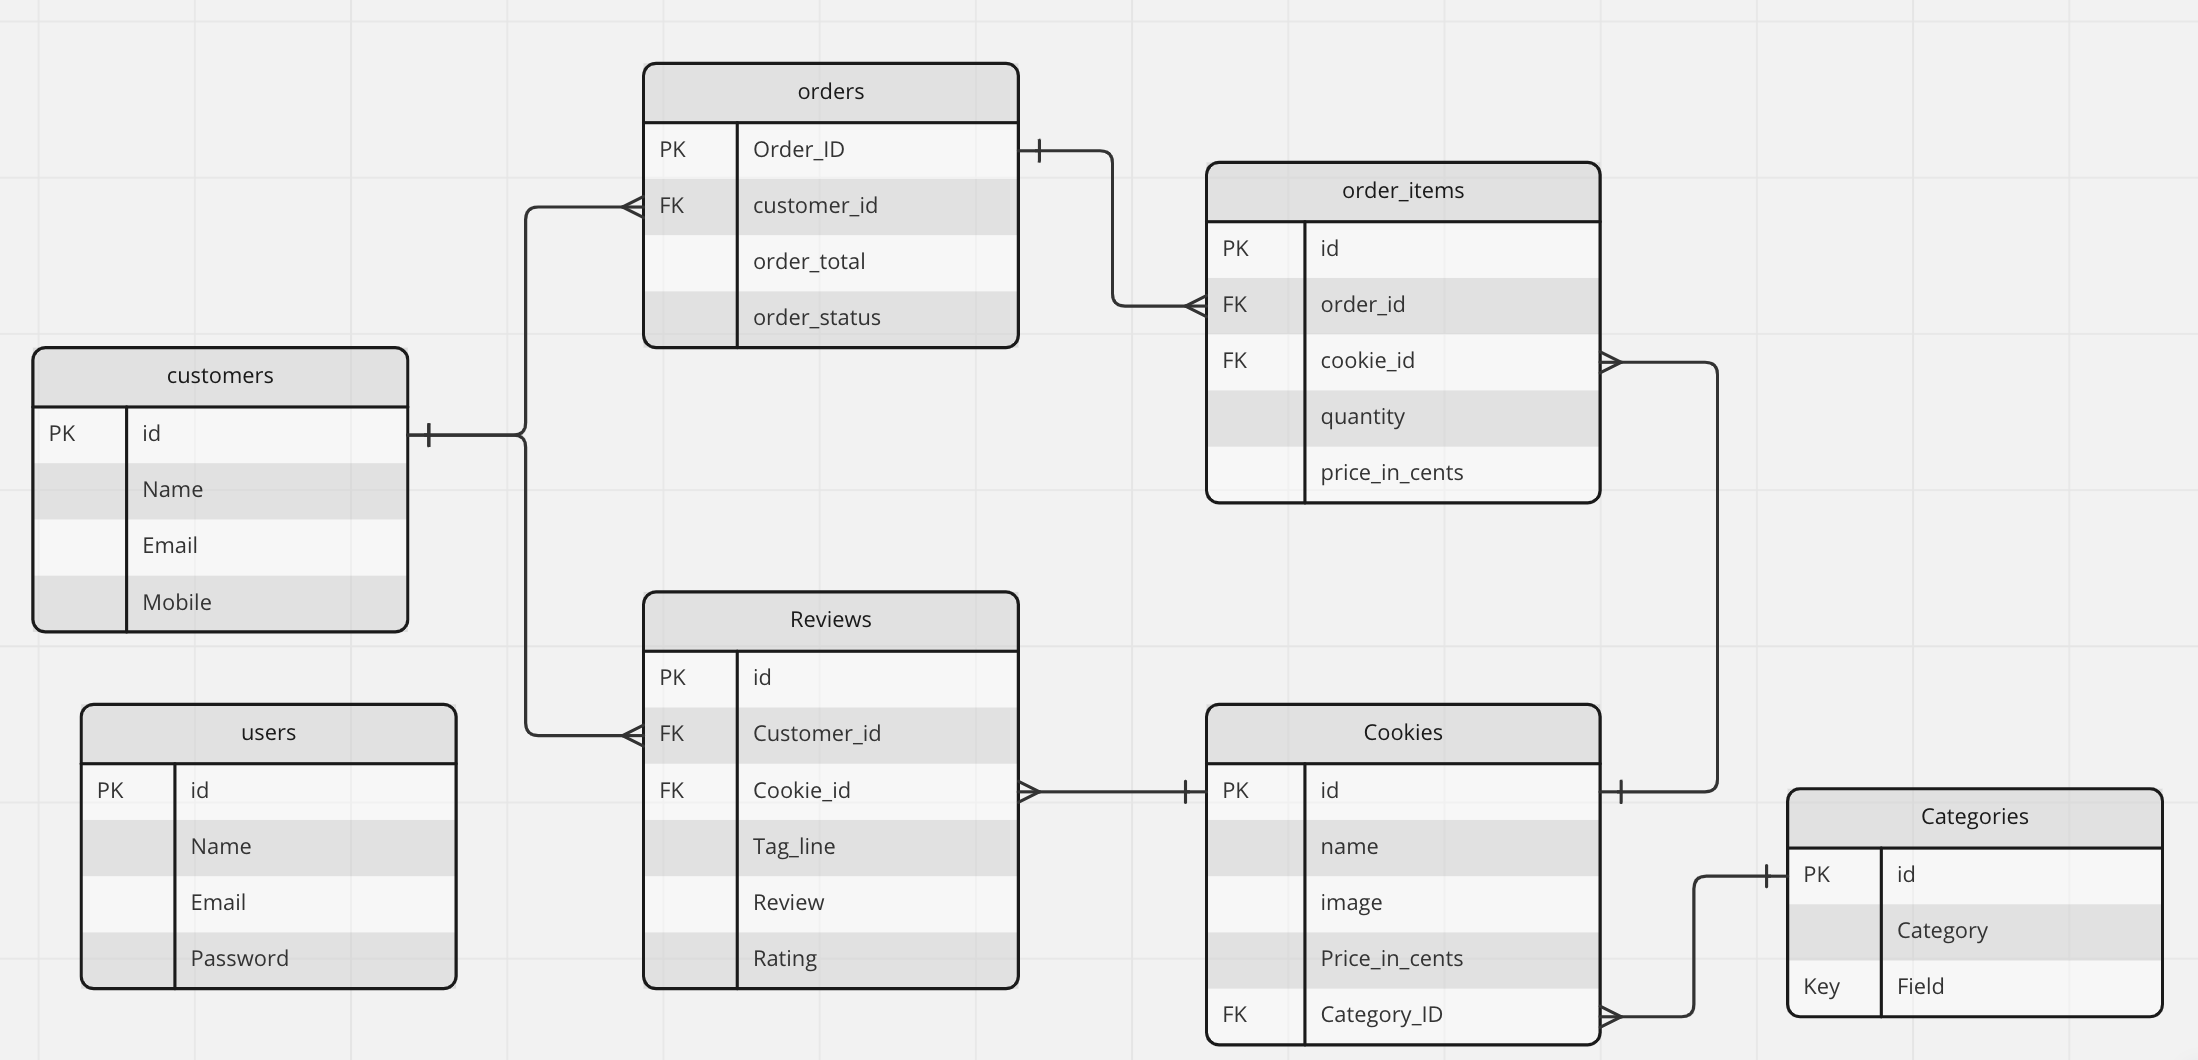 orders
PK Order_ID
FK customer_id
order_total
order_status
order_items
PK id
FK order_id
FK cookie_id
quantity
price_in_cents
customers
PK id
Name
Email
Mobile
Reviews
PK id
FK Customer_id
FK Cookie_id
Tag_line
Review
Rating
users
PK id
Name
Email
Password
Cookies
PK id
name
image
Price_in_cents
FK Category_ID
Categories
PK id
Category
Key Field